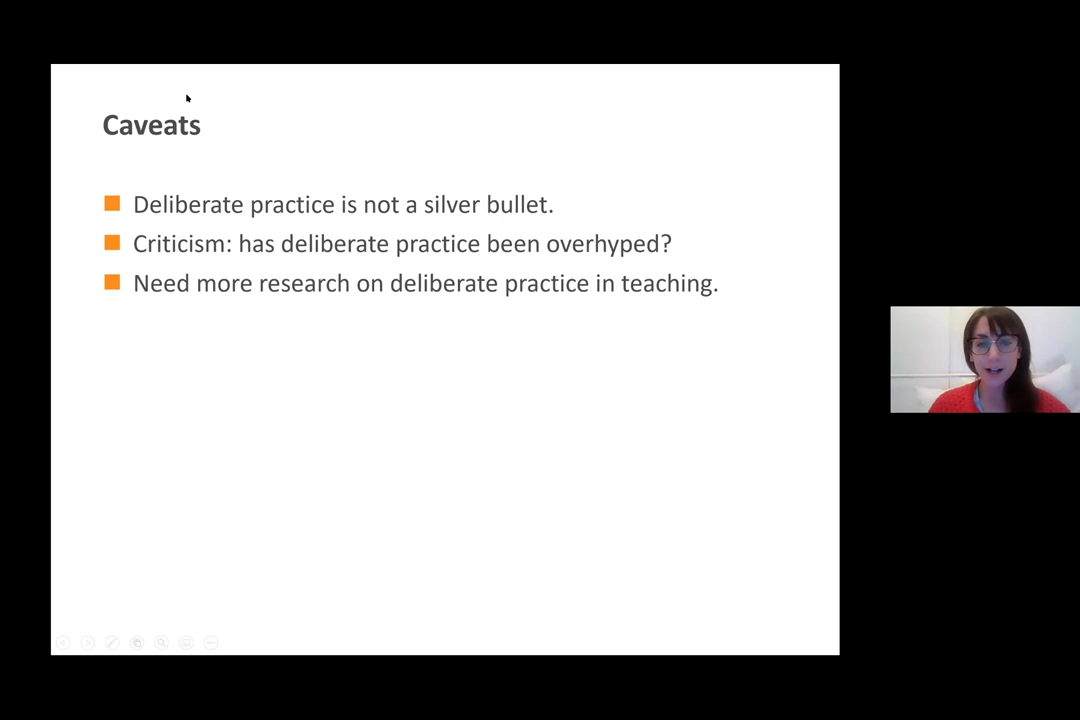 Caveats
Deliberate practice is not a silver bullet.
Criticism: has deliberate practice been overhyped?
Need more research on deliberate practice in teaching.